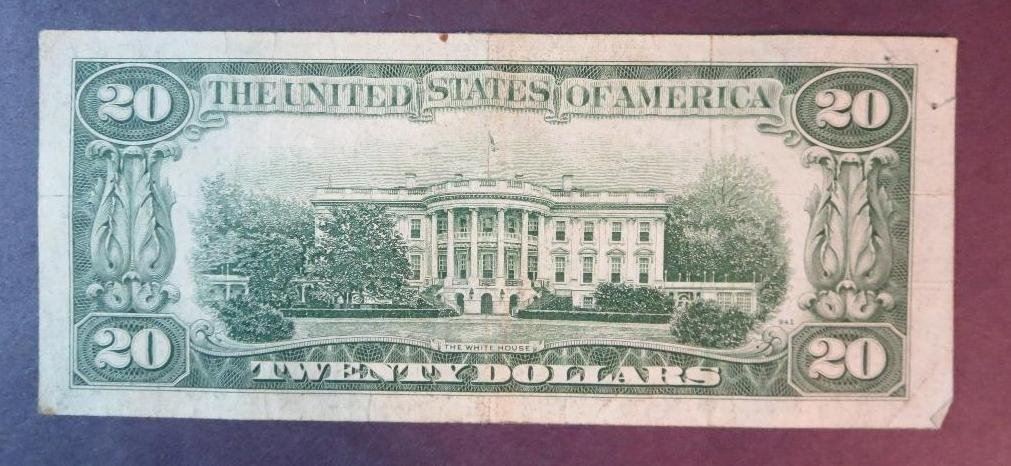 20 THE UNITED STATES OF AMERICA 20
THE WHITE HOUSE
20 TWENTY DOLLARS 20